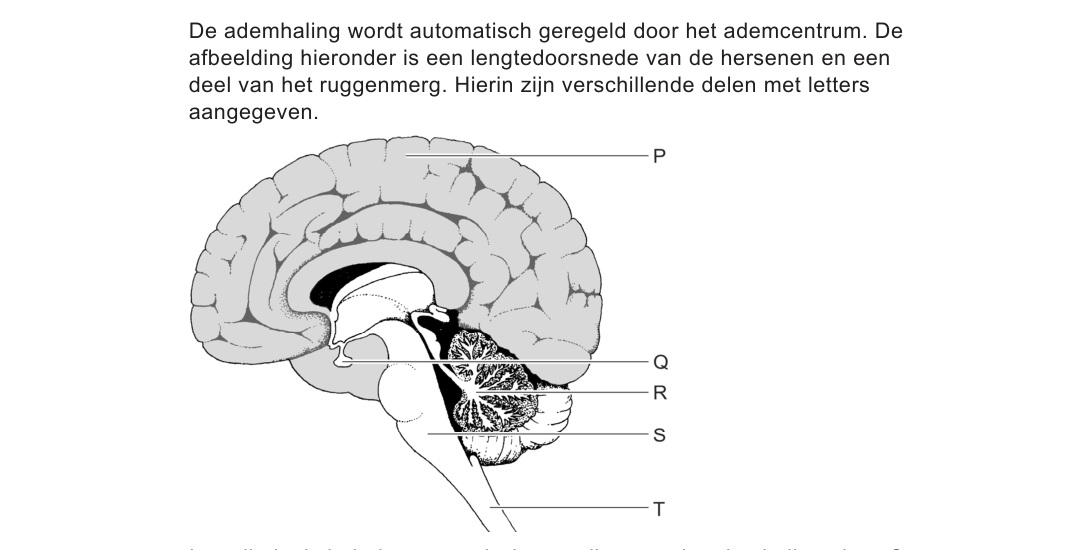 De ademhaling wordt automatisch geregeld door het ademcentrum. De
afbeelding hieronder is een lengtedoorsnede van de hersenen en een
deel van het ruggenmerg. Hierin zijn verschillende delen met letters
aangegeven.
P
Q
R
S
T